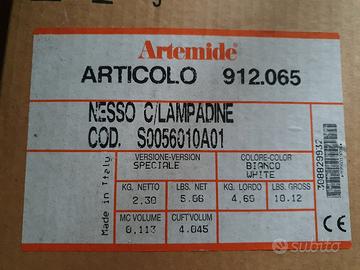 Artemide®
ARTICOLO 912.065
NESSO C/LAMPADINE
COD. S0056010A01
Made in Italy
VERSIONE-VERSION
SPECIALE
COLORE-COLOR
BIANCO
WHITE
KG. NETTO
2.30
LBS. NET
5.06
KG. LORDO
4.60
LBS. GROSS
10.12
MC VOLUME
0.113
CUFT VOLUM
4.045
308829932
CE
subito